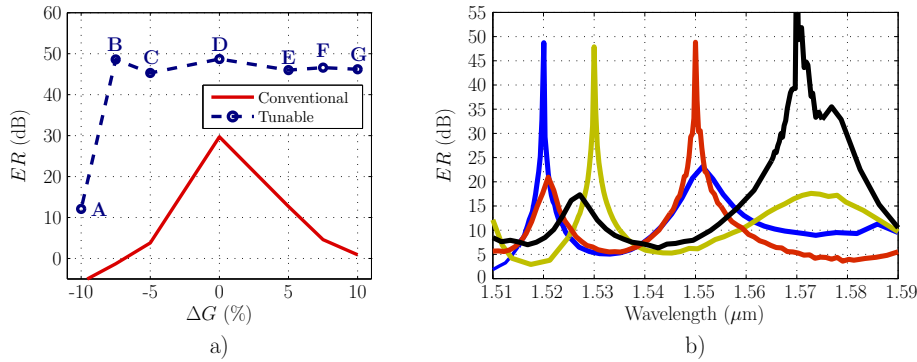 60
50
40
30
20
10
0
ER (dB)
A
B
C
D
E
F
G
Conventional
Tunable
-10
-5
0
5
10
ΔG (%)
a)
55
50
45
40
35
30
25
20
15
10
5
ER (dB)
1.51
1.52
1.53
1.54
1.55
1.56
1.57
1.58
1.59
Wavelength (μm)
b)